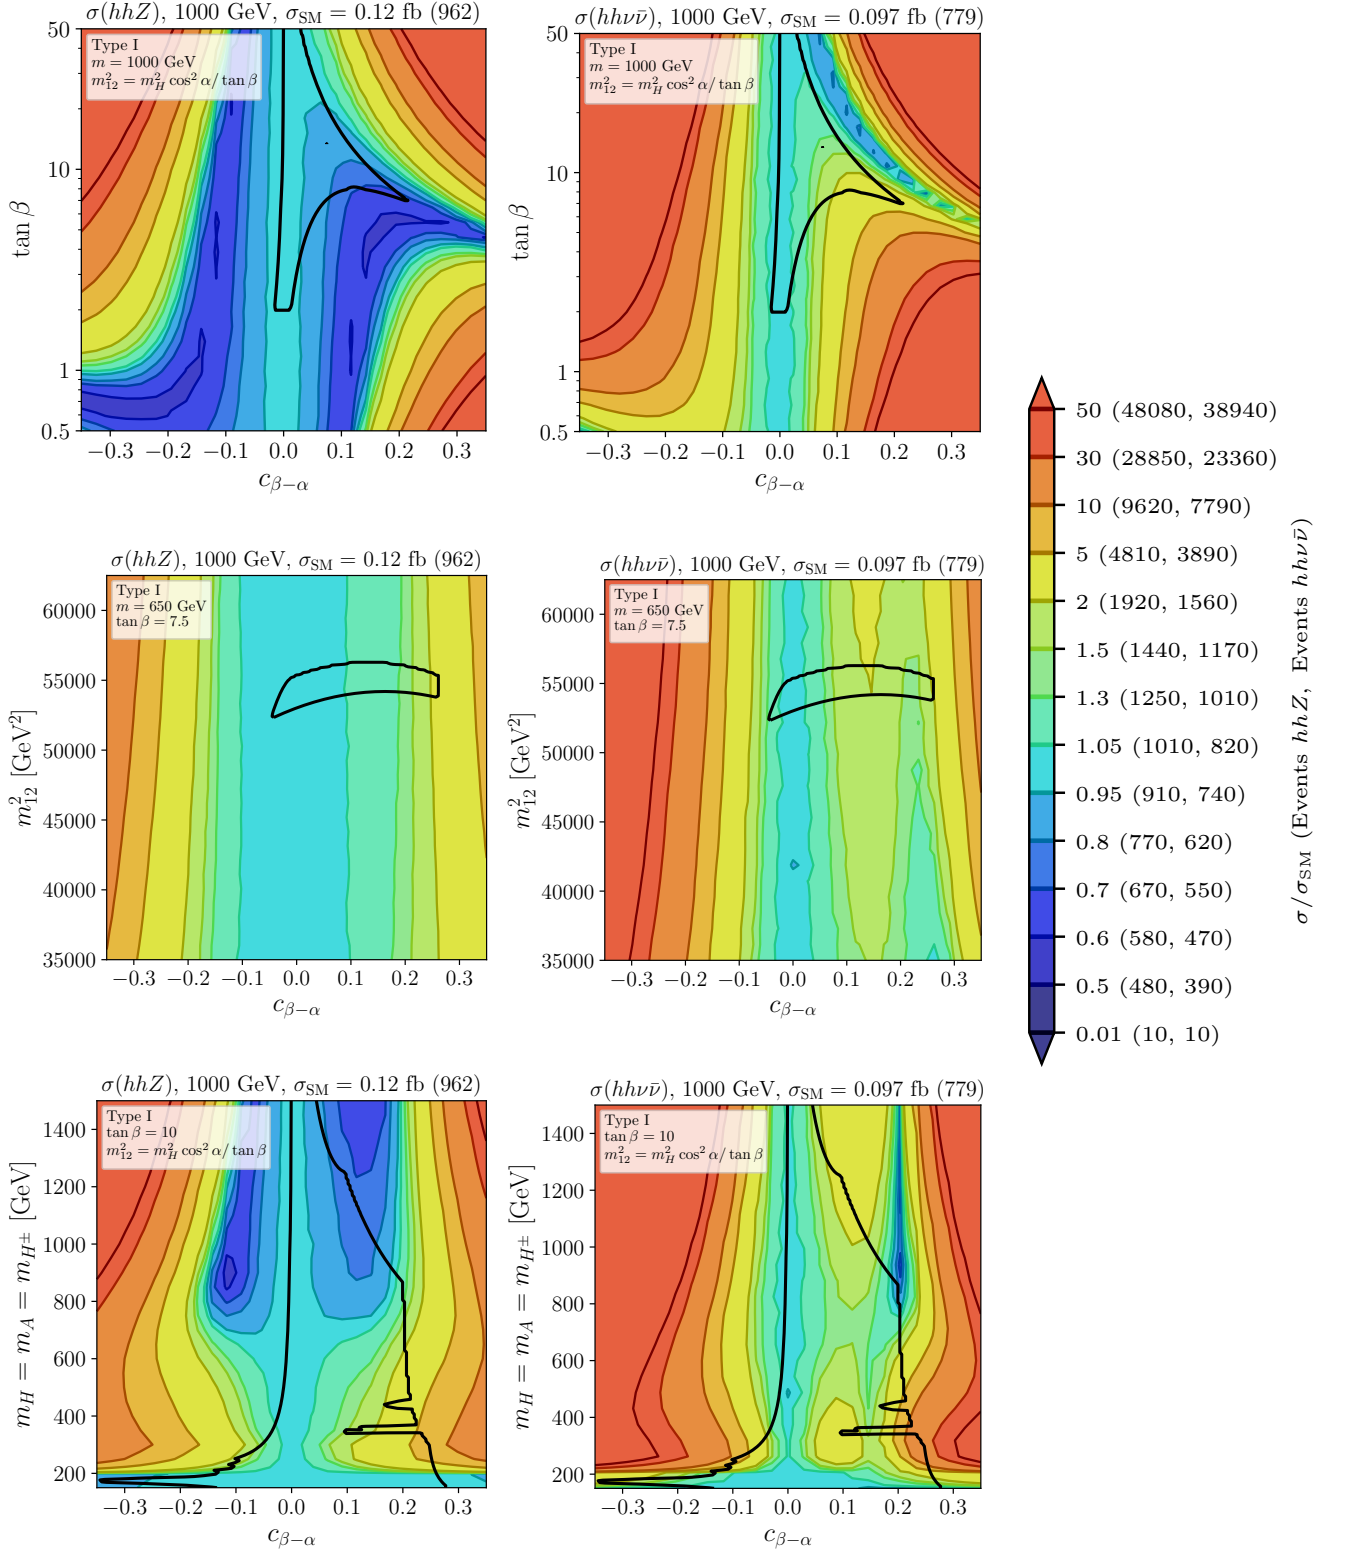 σ(hhZ), 1000 GeV, σ_SM = 0.12 fb (962)
Type I
m = 1000 GeV
m²₁₂ = m²_H cos² α/ tan β
50
10
1
0.5
tan β
−0.3 −0.2 −0.1 0.0 0.1 0.2 0.3
c_β−α
σ(hhνν̄), 1000 GeV, σ_SM = 0.097 fb (779)
Type I
m = 1000 GeV
m²₁₂ = m²_H cos² α/ tan β
50
10
1
0.5
tan β
−0.3 −0.2 −0.1 0.0 0.1 0.2 0.3
c_β−α
σ(hhZ), 1000 GeV, σ_SM = 0.12 fb (962)
Type I
m = 650 GeV
tan β = 7.5
60000
55000
50000
45000
40000
35000
m²₁₂ [GeV²]
−0.3 −0.2 −0.1 0.0 0.1 0.2 0.3
c_β−α
σ(hhνν̄), 1000 GeV, σ_SM = 0.097 fb (779)
Type I
m = 650 GeV
tan β = 7.5
60000
55000
50000
45000
40000
35000
m²₁₂ [GeV²]
−0.3 −0.2 −0.1 0.0 0.1 0.2 0.3
c_β−α
σ(hhZ), 1000 GeV, σ_SM = 0.12 fb (962)
Type I
tan β = 10
m²₁₂ = m²_H cos² α/ tan β
1400
1200
1000
800
600
400
200
m_H = m_A = m_H± [GeV]
−0.3 −0.2 −0.1 0.0 0.1 0.2 0.3
c_β−α
σ(hhνν̄), 1000 GeV, σ_SM = 0.097 fb (779)
Type I
tan β = 10
m²₁₂ = m²_H cos² α/ tan β
1400
1200
1000
800
600
400
200
m_H = m_A = m_H± [GeV]
−0.3 −0.2 −0.1 0.0 0.1 0.2 0.3
c_β−α
50 (48080, 38940)
30 (28850, 23360)
10 (9620, 7790)
5 (4810, 3890)
2 (1920, 1560)
1.5 (1440, 1170)
1.3 (1250, 1010)
1.05 (1010, 820)
0.95 (910, 740)
0.8 (770, 620)
0.7 (670, 550)
0.6 (580, 470)
0.5 (480, 390)
0.01 (10, 10)
σ/σ_SM (Events hhZ, Events hhνν̄)